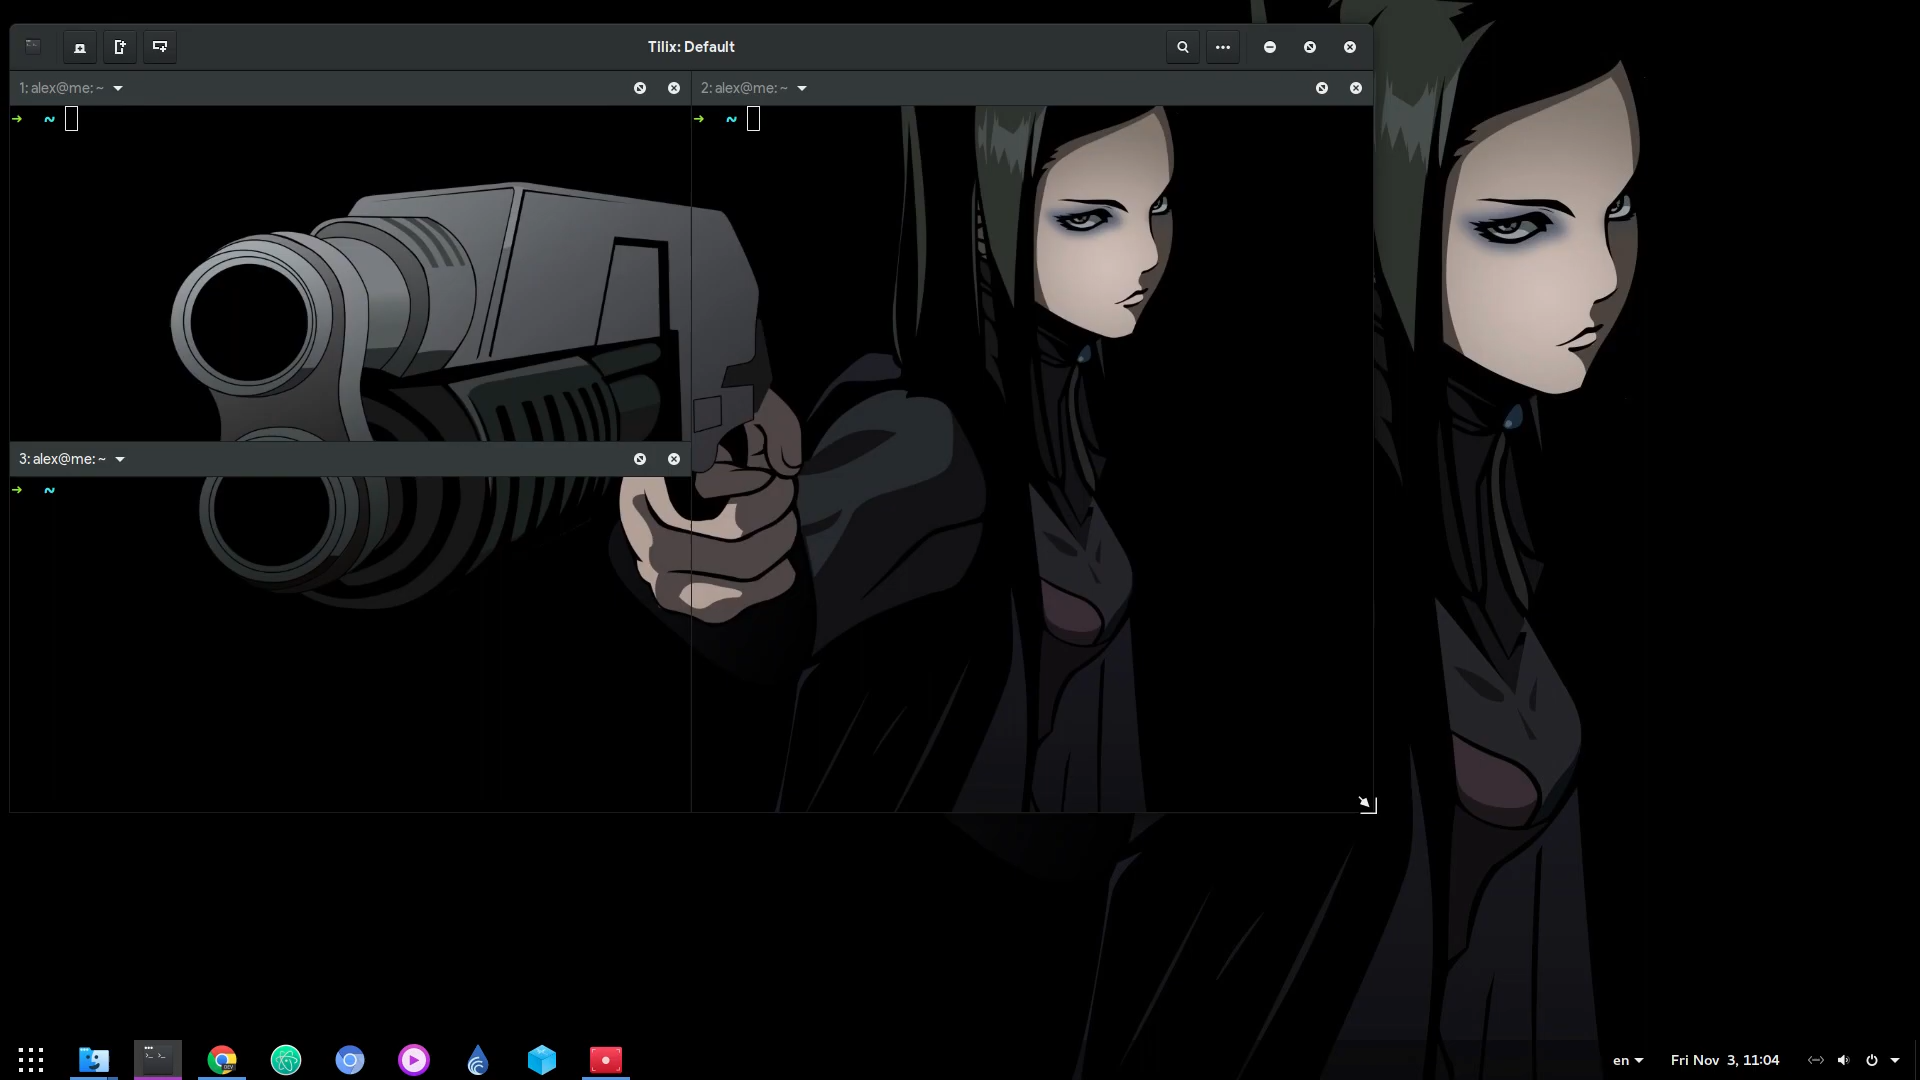 Tilix: Default
1: alex@me: ~
2: alex@me: ~
➜ ~
➜ ~
3: alex@me: ~
➜ ~
en
Fri Nov 3, 11:04